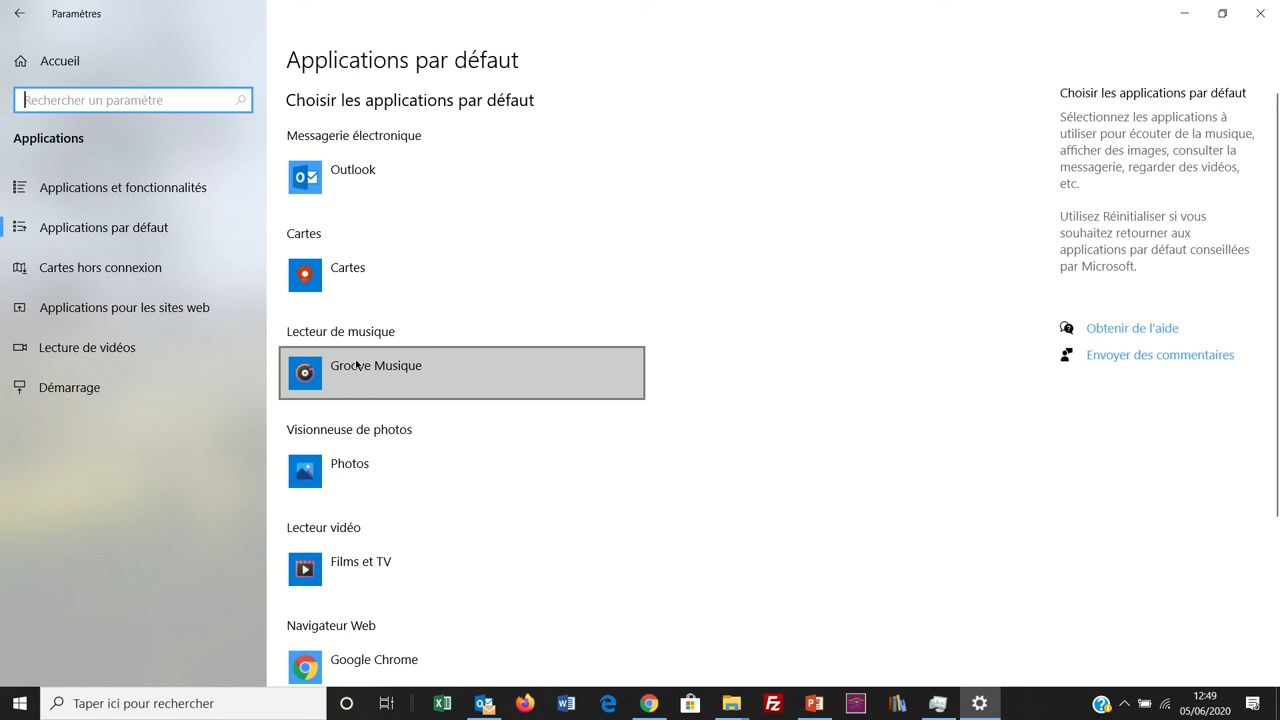 Paramètres
Accueil
Rechercher un paramètre
Applications
Applications et fonctionnalités
Applications par défaut
Cartes hors connexion
Applications pour les sites web
Lecture de vidéos
Démarrage
Applications par défaut
Choisir les applications par défaut
Messagerie électronique
Outlook
Cartes
Cartes
Lecteur de musique
Groove Musique
Visionneuse de photos
Photos
Lecteur vidéo
Films et TV
Navigateur Web
Google Chrome
Choisir les applications par défaut
Sélectionnez les applications à
utiliser pour écouter de la musique,
afficher des images, consulter la
messagerie, regarder des vidéos,
etc.
Utilisez Réinitialiser si vous
souhaitez retourner aux
applications par défaut conseillées
par Microsoft.
Obtenir de l'aide
Envoyer des commentaires
Taper ici pour rechercher
12:49
05/06/2020